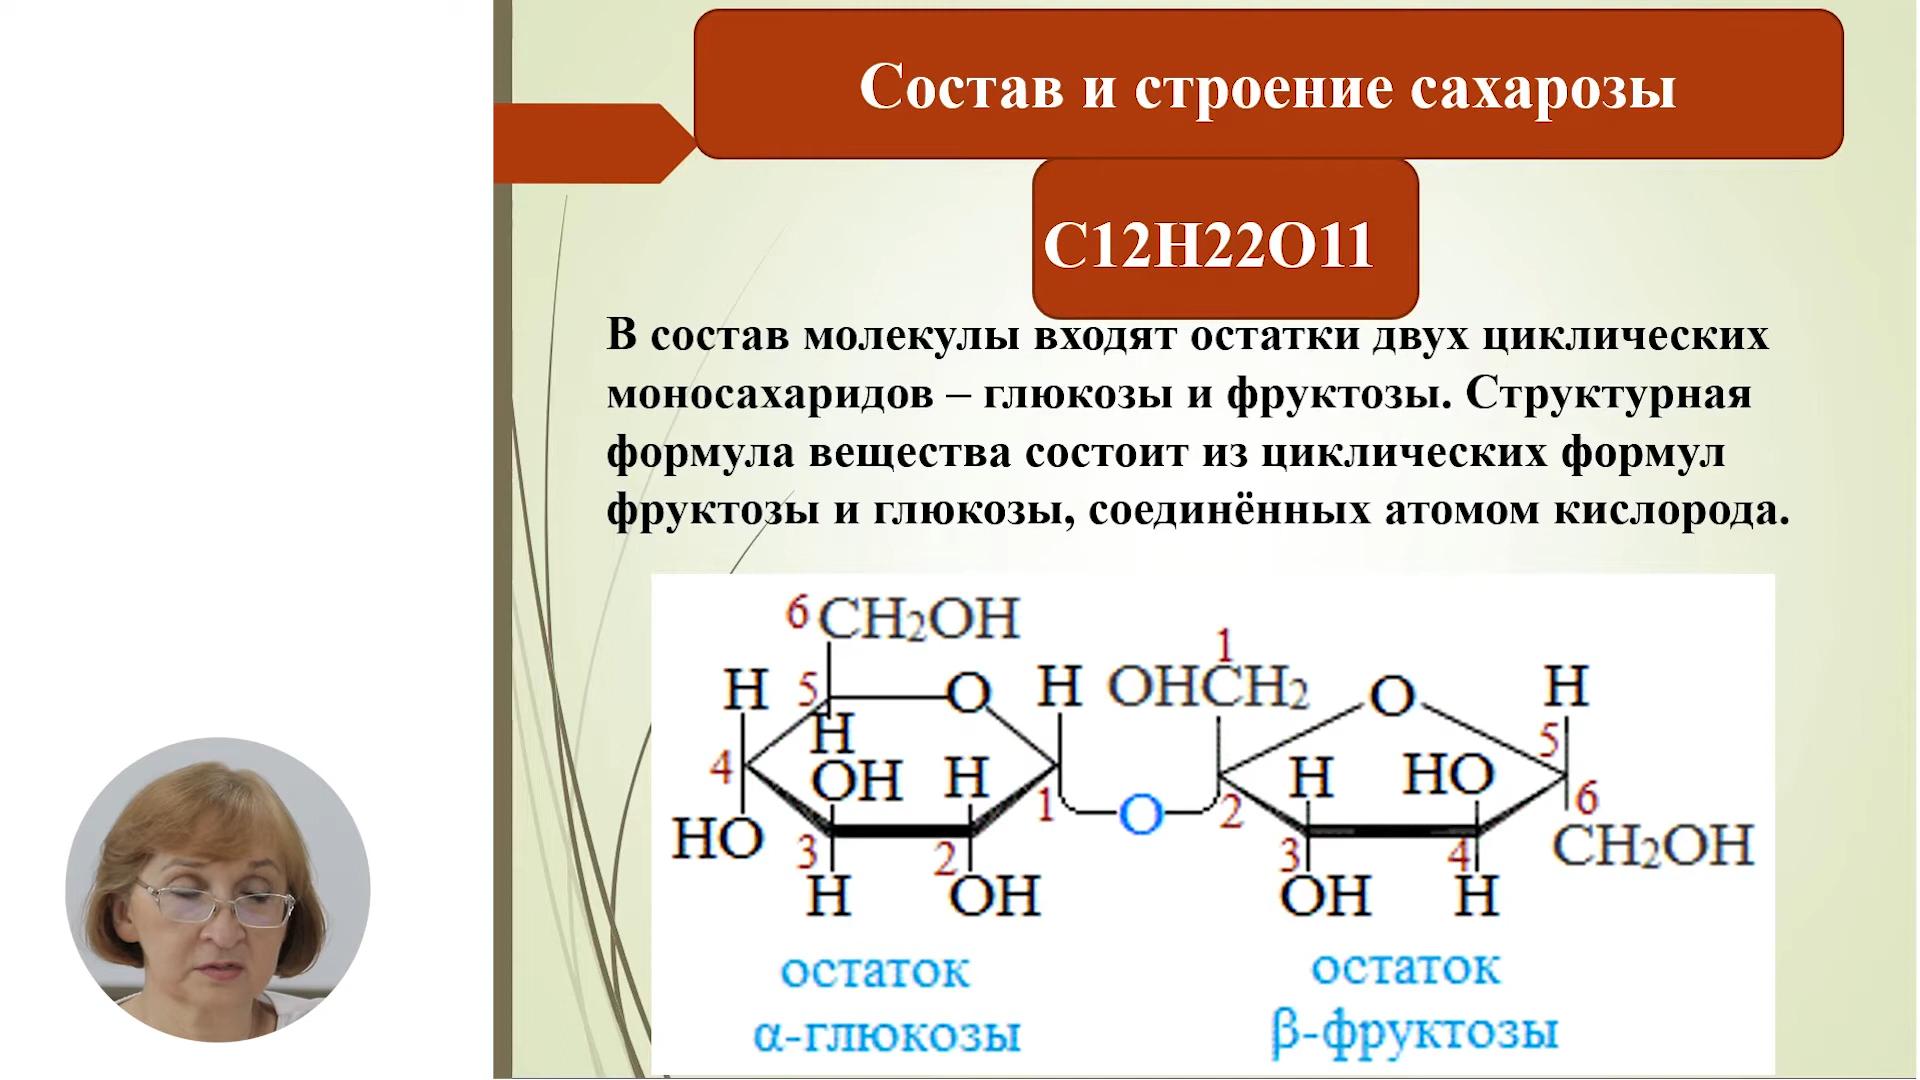 Состав и строение сахарозы
C12H22O11
В состав молекулы входят остатки двух циклических
моносахаридов – глюкозы и фруктозы. Структурная
формула вещества состоит из циклических формул
фруктозы и глюкозы, соединённых атомом кислорода.
6 CH₂OH 1
H 5 O H OHCH₂ O H
H 5
4 OH H H HO
1 O 2 6
HO 3 2 3 4 CH₂OH
H OH OH H
остаток остаток
α-глюкозы β-фруктозы